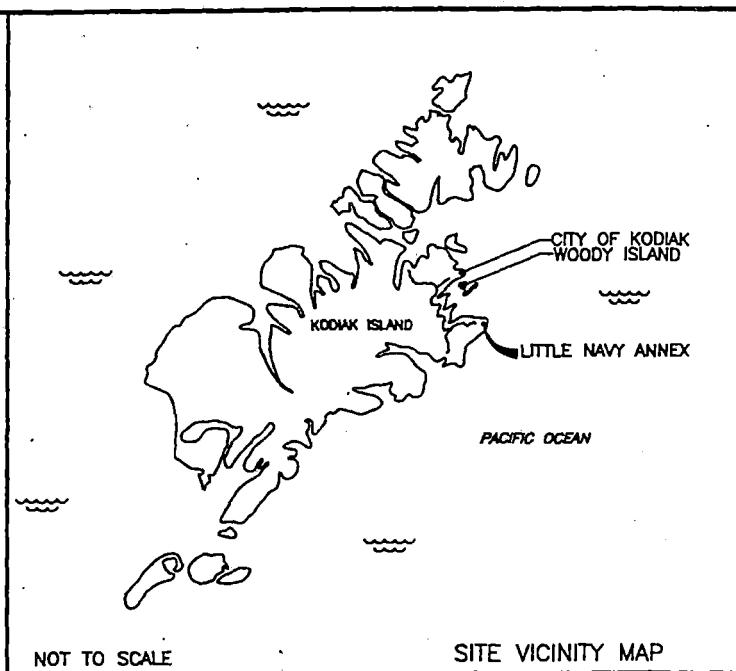 CITY OF KODIAK
WOODY ISLAND
KODIAK ISLAND
LITTLE NAVY ANNEX
PACIFIC OCEAN
NOT TO SCALE
SITE VICINITY MAP